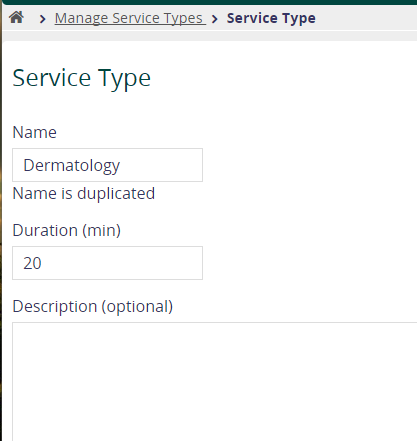 Manage Service Types > Service Type
Service Type
Name
Dermatology
Name is duplicated
Duration (min)
20
Description (optional)